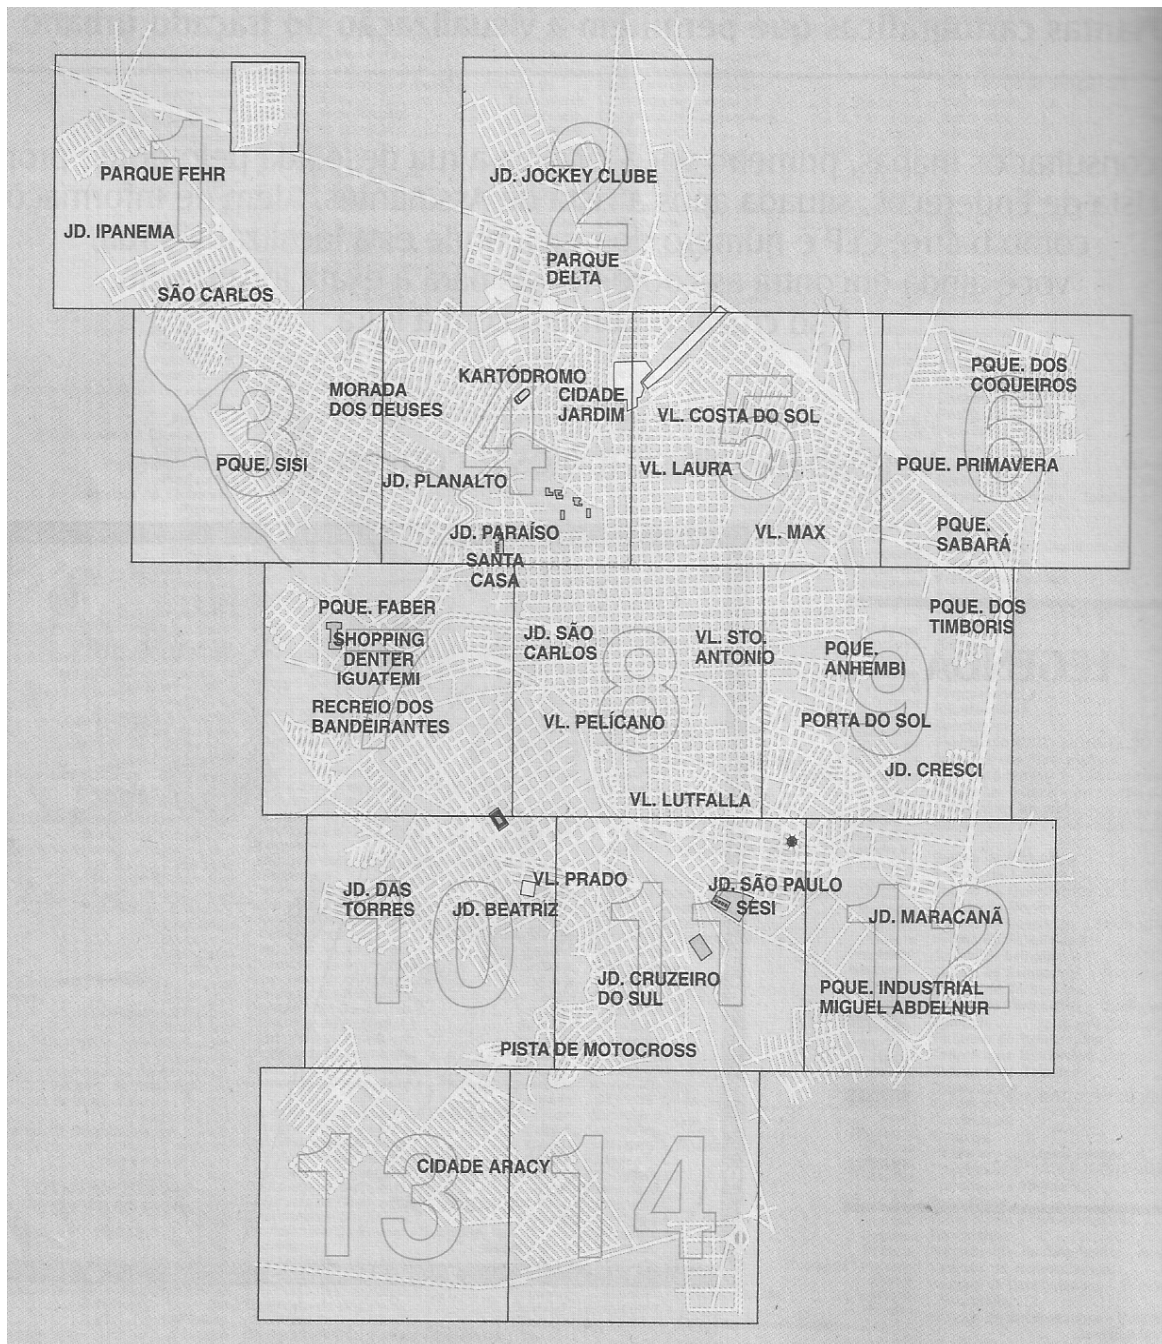 1
PARQUE FEHR
JD. IPANEMA
SÃO CARLOS
2
JD. JOCKEY CLUBE
PARQUE
DELTA
3
MORADA
DOS DEUSES
PQUE. SISI
4
KARTÓDROMO
CIDADE
JARDIM
JD. PLANALTO
JD. PARAÍSO
SANTA
CASA
5
VL. COSTA DO SOL
VL. LAURA
VL. MAX
6
PQUE. DOS
COQUEIROS
PQUE. PRIMAVERA
PQUE.
SABARÁ
7
PQUE. FABER
SHOPPING
DENTER
IGUATEMI
RECREIO DOS
BANDEIRANTES
8
JD. SÃO
CARLOS
VL. STO.
ANTONIO
VL. PELÍCANO
VL. LUTFALLA
9
PQUE. DOS
TIMBORIS
PQUE.
ANHEMBI
PORTA DO SOL
JD. CRESCI
10
JD. DAS
TORRES
JD. BEATRIZ
11
VL. PRADO
JD. SÃO PAULO
SESI
JD. CRUZEIRO
DO SUL
PISTA DE MOTOCROSS
12
JD. MARACANÃ
PQUE. INDUSTRIAL
MIGUEL ABDELNUR
13
CIDADE ARACY
14